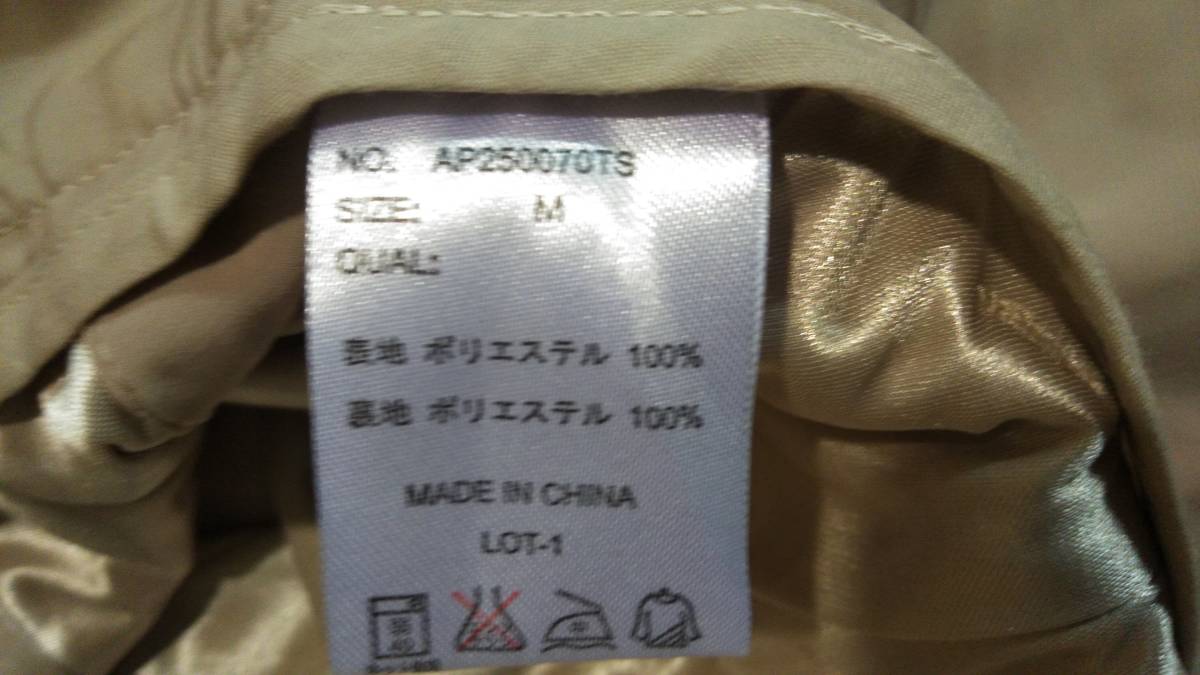 NO: AP250070TS
SIZE: M
QUAL:
表地 ポリエステル 100%
裏地 ポリエステル 100%
MADE IN CHINA
LOT-1
40